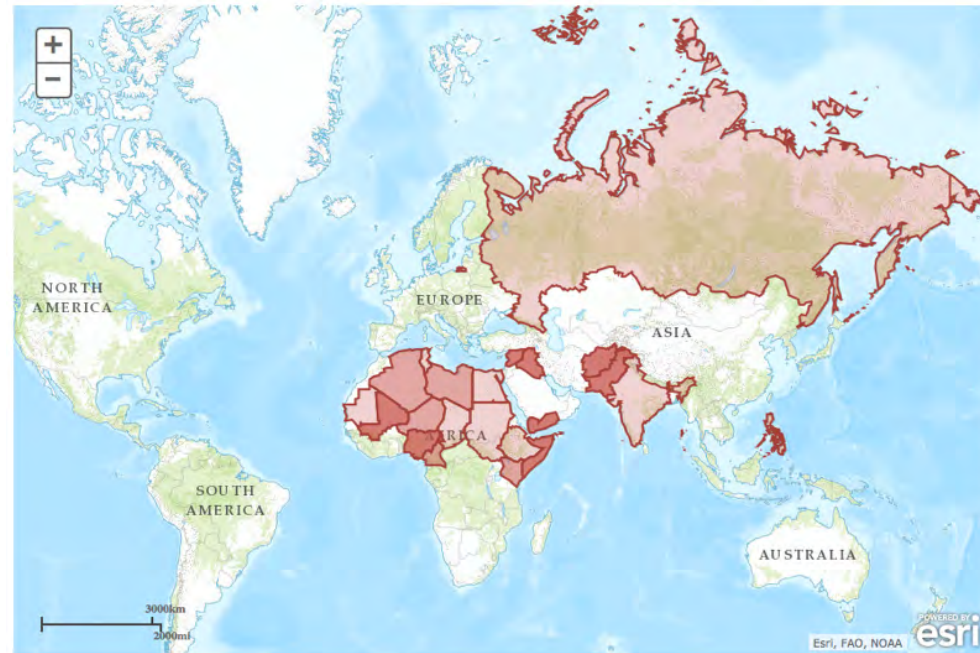 +
−
NORTH
AMERICA
EUROPE
ASIA
AFRICA
SOUTH
AMERICA
AUSTRALIA
3000km
2000mi
Esri, FAO, NOAA
POWERED BY
esri